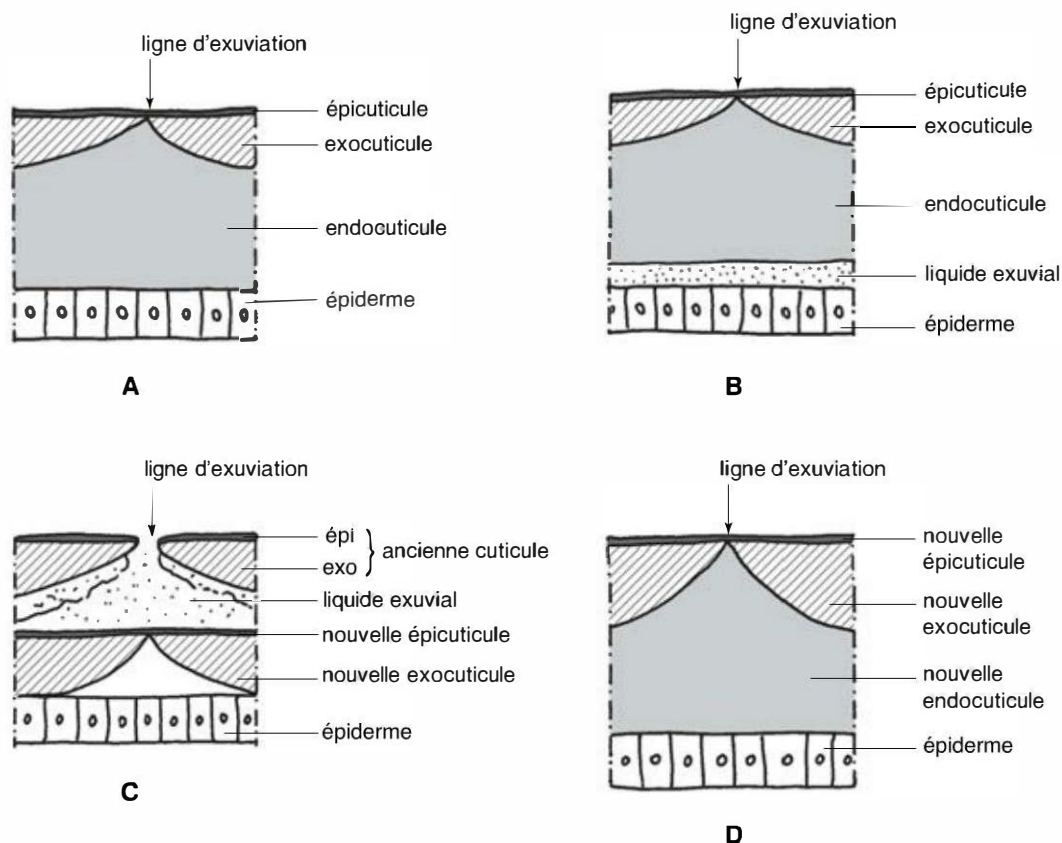 ligne d'exuviation
épicuticule
exocuticule
endocuticule
épiderme
A
ligne d'exuviation
épicuticule
exocuticule
endocuticule
liquide exuvial
épiderme
B
ligne d'exuviation
épi
exo
ancienne cuticule
liquide exuvial
nouvelle épicuticule
nouvelle exocuticule
épiderme
C
ligne d'exuviation
nouvelle
épicuticule
nouvelle
exocuticule
nouvelle
endocuticule
épiderme
D